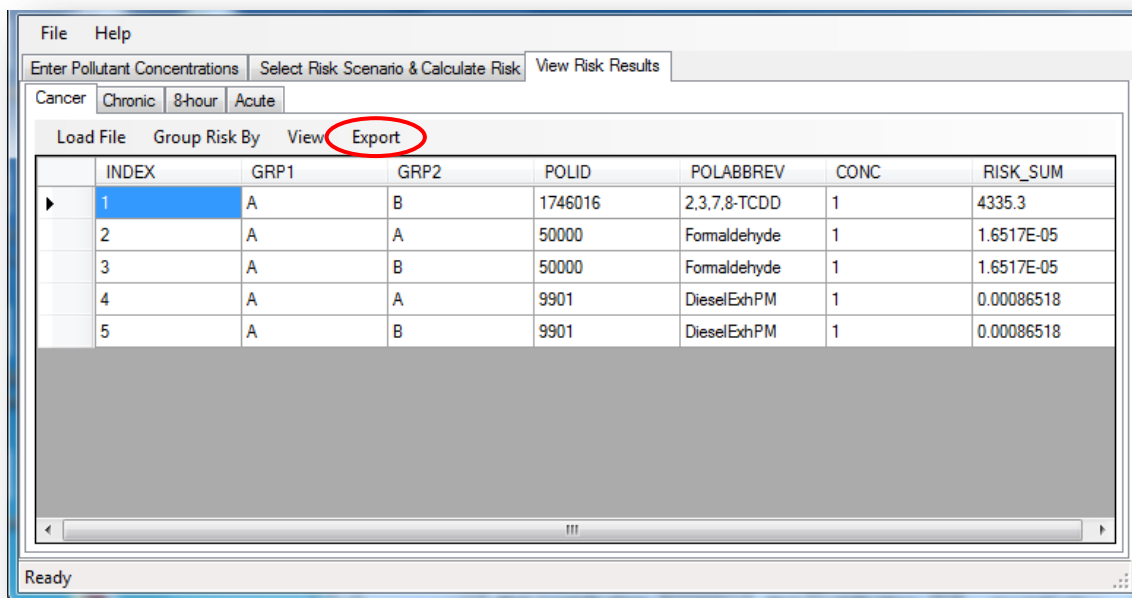 File Help
Enter Pollutant Concentrations Select Risk Scenario & Calculate Risk View Risk Results
Cancer Chronic 8-hour Acute
Load File Group Risk By View Export
INDEX GRP1 GRP2 POLID POLABBREV CONC RISK_SUM
1 A B 1746016 2,3,7,8-TCDD 1 4335.3
2 A A 50000 Formaldehyde 1 1.6517E-05
3 A B 50000 Formaldehyde 1 1.6517E-05
4 A A 9901 DieselExhPM 1 0.00086518
5 A B 9901 DieselExhPM 1 0.00086518
Ready